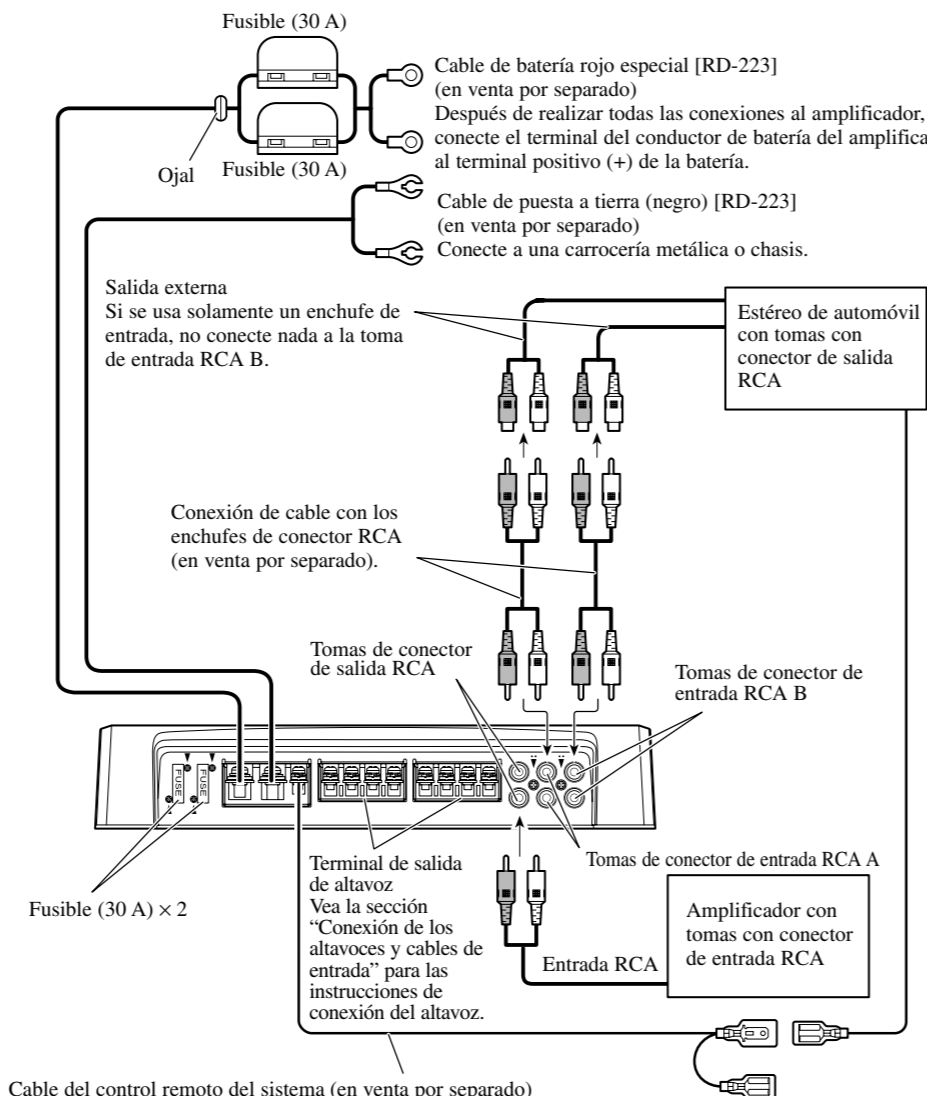 Fusible (30 A)
Cable de batería rojo especial [RD-223]
(en venta por separado)
Después de realizar todas las conexiones al amplificador,
conecte el terminal del conductor de batería del amplifica
al terminal positivo (+) de la batería.
Ojal
Fusible (30 A)
Cable de puesta a tierra (negro) [RD-223]
(en venta por separado)
Conecte a una carrocería metálica o chasis.
Salida externa
Si se usa solamente un enchufe de
entrada, no conecte nada a la toma
de entrada RCA B.
Estéreo de automóvil
con tomas con
conector de salida
RCA
Conexión de cable con los
enchufes de conector RCA
(en venta por separado).
Tomas de conector
de salida RCA
Tomas de conector de
entrada RCA B
FUSE
FUSE
Fusible (30 A) × 2
Terminal de salida
de altavoz
Vea la sección
“Conexión de los
altavoces y cables de
entrada” para las
instrucciones de
conexión del altavoz.
Tomas de conector de entrada RCA A
Entrada RCA
Amplificador con
tomas con conector
de entrada RCA
Cable del control remoto del sistema (en venta por separado)